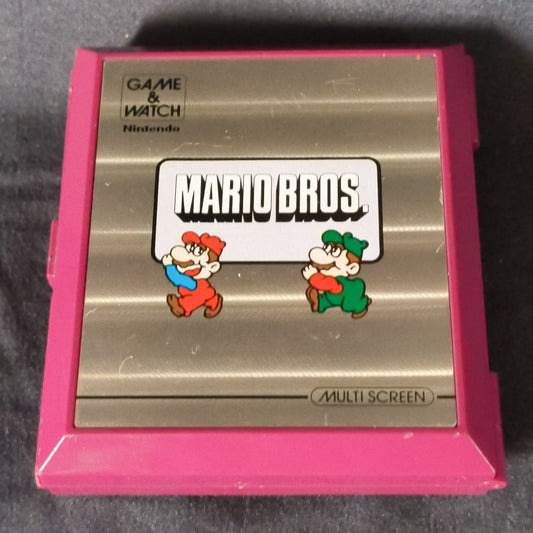 GAME
&
WATCH
Nintendo
MARIO BROS.
MULTI SCREEN